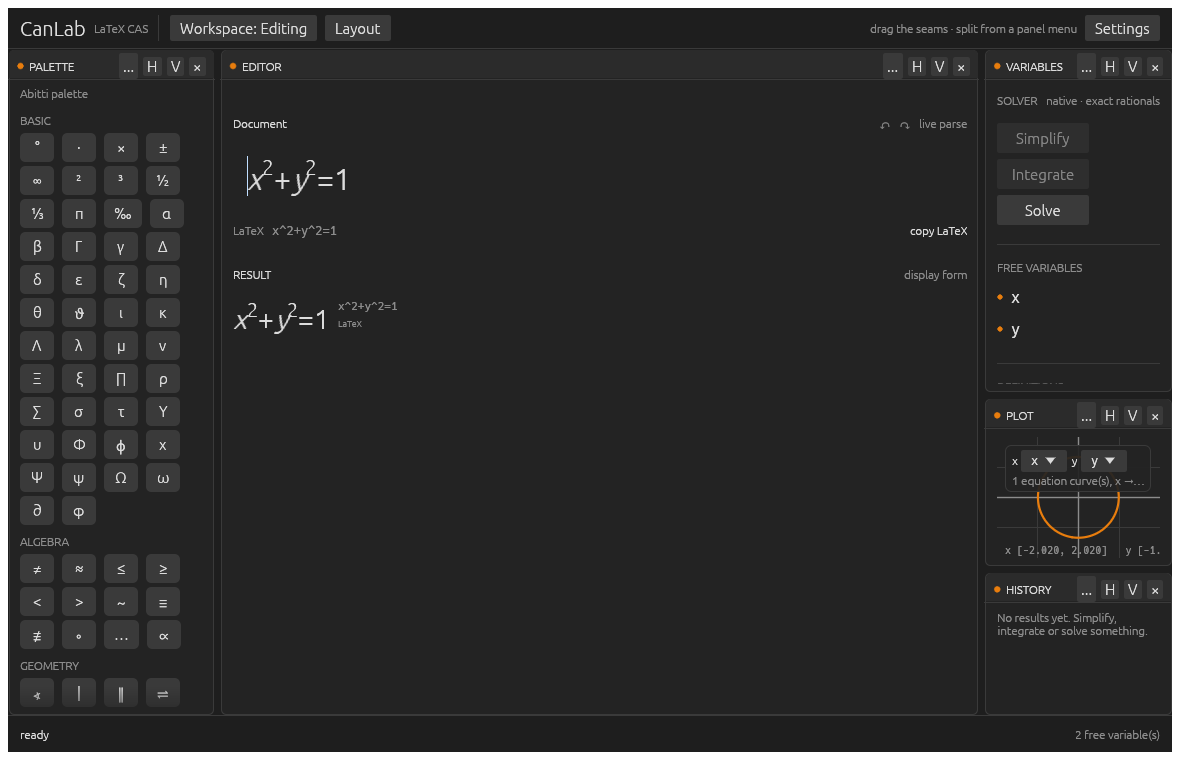 CanLab LaTeX CAS Workspace: Editing Layout drag the seams · split from a panel menu Settings
PALETTE ... H V ×
Abitti palette
BASIC
° · × ±
∞ ² ³ ½
⅓ π ‰ α
β Γ γ Δ
δ ε ζ η
θ ϑ ι κ
Λ λ μ ν
Ξ ξ ∏ ρ
∑ σ τ Υ
υ Φ ϕ χ
Ψ ψ Ω ω
∂ φ
ALGEBRA
≠ ≈ ≤ ≥
< > ~ ≡
≢ ∘ … ∝
GEOMETRY
∢ | ∥ ⇌
EDITOR ... H V ×
Document live parse
x²+y²=1
LaTeX x^2+y^2=1 copy LaTeX
RESULT display form
x²+y²=1 x^2+y^2=1
LaTeX
VARIABLES ... H V ×
SOLVER native · exact rationals
Simplify
Integrate
Solve
FREE VARIABLES
x
y
PLOT ... H V ×
x x y y
1 equation curve(s), x →...
x [-2.020, 2.020] y [-1.
HISTORY ... H V ×
No results yet. Simplify,
integrate or solve something.
ready 2 free variable(s)